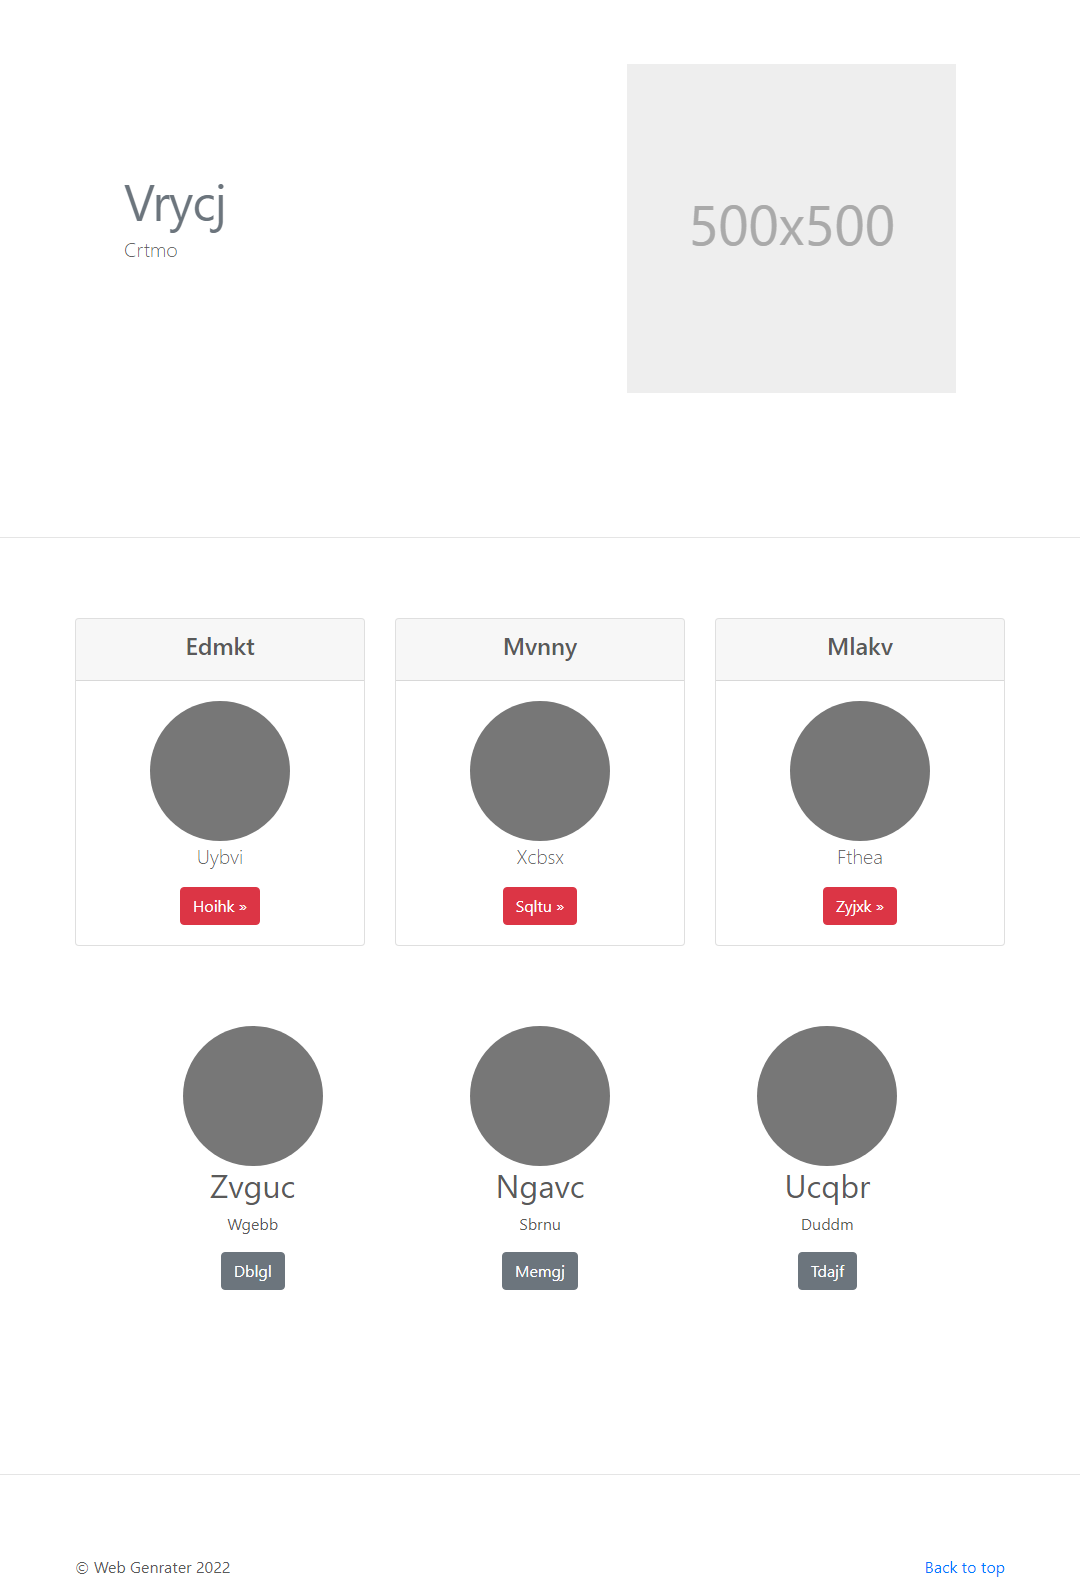 Vrycj
Crtmo
500x500
Edmkt
Mvnny
Mlakv
Uybvi
Xcbsx
Fthea
Hoihk »
Sqltu »
Zyjxk »
Zvguc
Ngavc
Ucqbr
Wgebb
Sbrnu
Duddm
Dblgl
Memgj
Tdajf
© Web Genrater 2022
Back to top